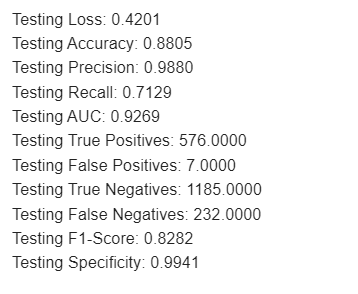 Testing Loss: 0.4201
Testing Accuracy: 0.8805
Testing Precision: 0.9880
Testing Recall: 0.7129
Testing AUC: 0.9269
Testing True Positives: 576.0000
Testing False Positives: 7.0000
Testing True Negatives: 1185.0000
Testing False Negatives: 232.0000
Testing F1-Score: 0.8282
Testing Specificity: 0.9941